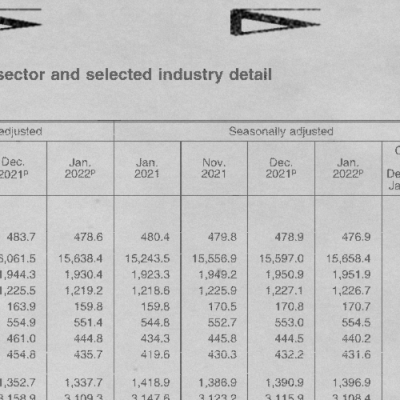 sector and selected industry detail
adjusted Seasonally adjusted
Dec. 2021p Jan. 2022p Jan. 2021 Nov. 2021 Dec. 2021p Jan. 2022p
483.7 478.6 480.4 479.8 478.9 476.9
5,061.5 15,638.4 15,243.5 15,556.9 15,597.0 15,658.4
1,944.3 1,930.4 1,923.3 1,949.2 1,950.9 1,951.9
1,225.5 1,219.2 1,218.6 1,225.9 1,227.1 1,226.7
163.9 159.8 159.8 170.5 170.8 170.7
554.9 551.4 544.8 552.7 553.0 554.5
461.0 444.8 434.3 445.8 444.5 440.2
454.8 435.7 419.6 430.3 432.2 431.6
1,352.7 1,337.7 1,418.9 1,386.9 1,390.9 1,396.9
3,158.9 3,109.3 3,147.6 3,123.2 3,115.9 3,108.4